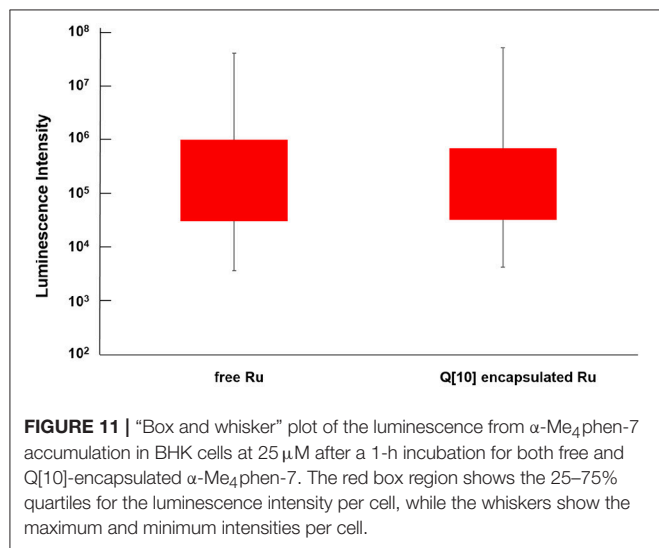 10⁸
10⁷
10⁶
10⁵
10⁴
10³
10²
Luminescence Intensity
free Ru Q[10] encapsulated Ru
FIGURE 11 | “Box and whisker” plot of the luminescence from α-Me₄phen-7
accumulation in BHK cells at 25 μM after a 1-h incubation for both free and
Q[10]-encapsulated α-Me₄phen-7. The red box region shows the 25–75%
quartiles for the luminescence intensity per cell, while the whiskers show the
maximum and minimum intensities per cell.